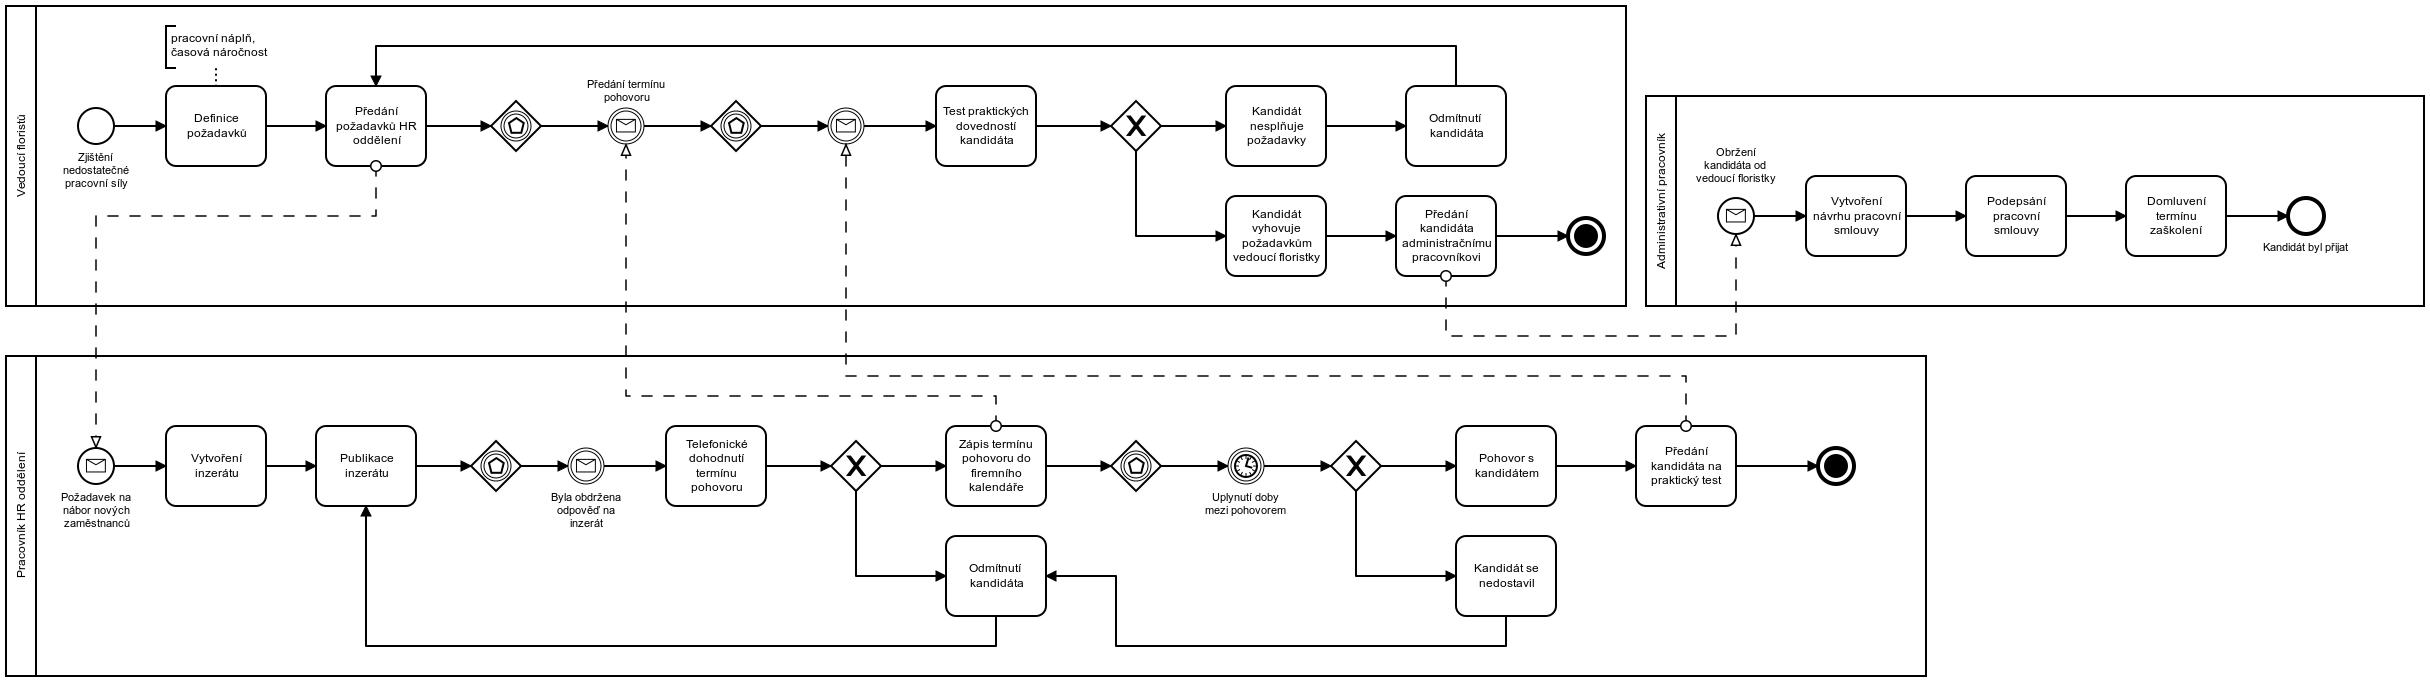 Vedoucí floristů
pracovní náplň,
časová náročnost
Zjištění
nedostatečné
pracovní síly
Definice
požadavků
Předání
požadavků HR
oddělení
Předání termínu
pohovoru
Test praktických
dovedností
kandidáta
Kandidát
nesplňuje
požadavky
Odmítnutí
kandidáta
Kandidát
vyhovuje
požadavkům
vedoucí floristky
Předání
kandidáta
administračnímu
pracovníkovi
Administrativní pracovník
Obržení
kandidáta od
vedoucí floristky
Vytvoření
návrhu pracovní
smlouvy
Podepsání
pracovní
smlouvy
Domluvení
termínu
zaškolení
Kandidát byl přijat
Pracovník HR oddělení
Požadavek na
nábor nových
zaměstnanců
Vytvoření
inzerátu
Publikace
inzerátu
Byla obdržena
odpověď na
inzerát
Telefonické
dohodnutí
termínu
pohovoru
Zápis termínu
pohovoru do
firemního
kalendáře
Uplynutí doby
mezi pohovorem
Pohovor s
kandidátem
Předání
kandidáta na
praktický test
Odmítnutí
kandidáta
Kandidát se
nedostavil